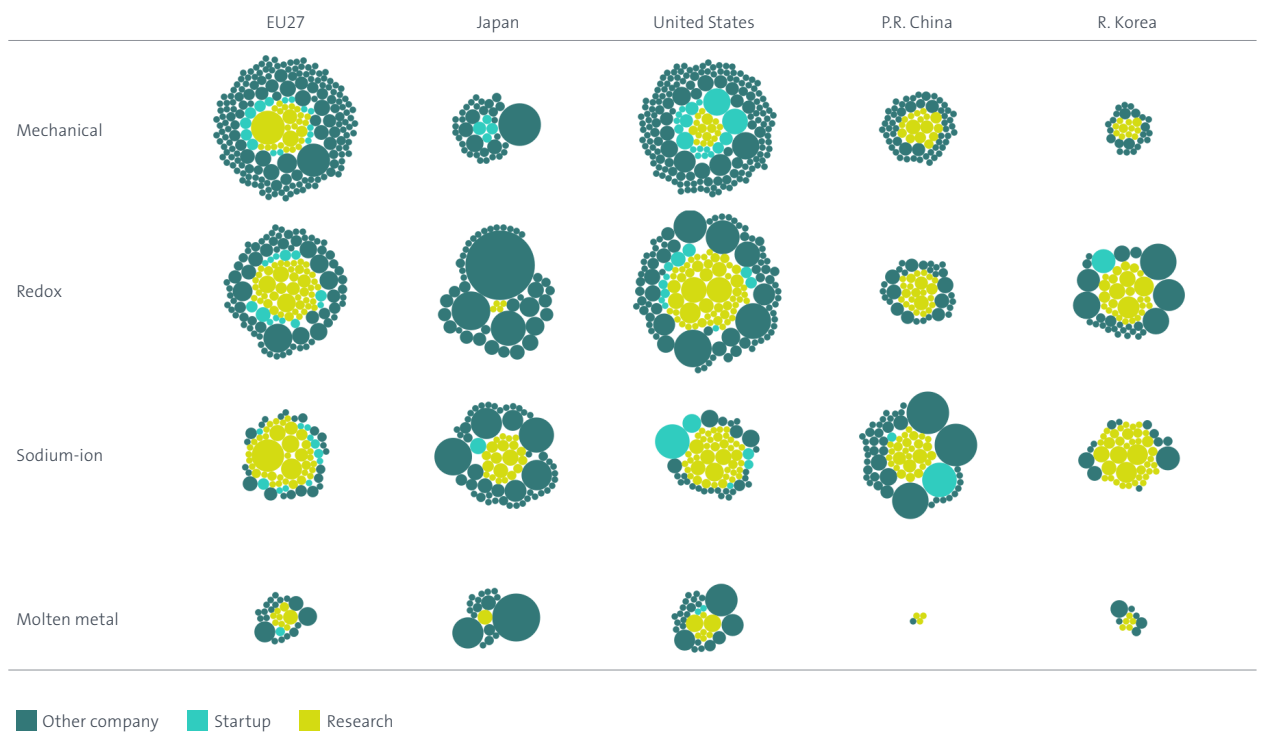 EU27 Japan United States P.R. China R. Korea
Mechanical
Redox
Sodium-ion
Molten metal
Other company Startup Research